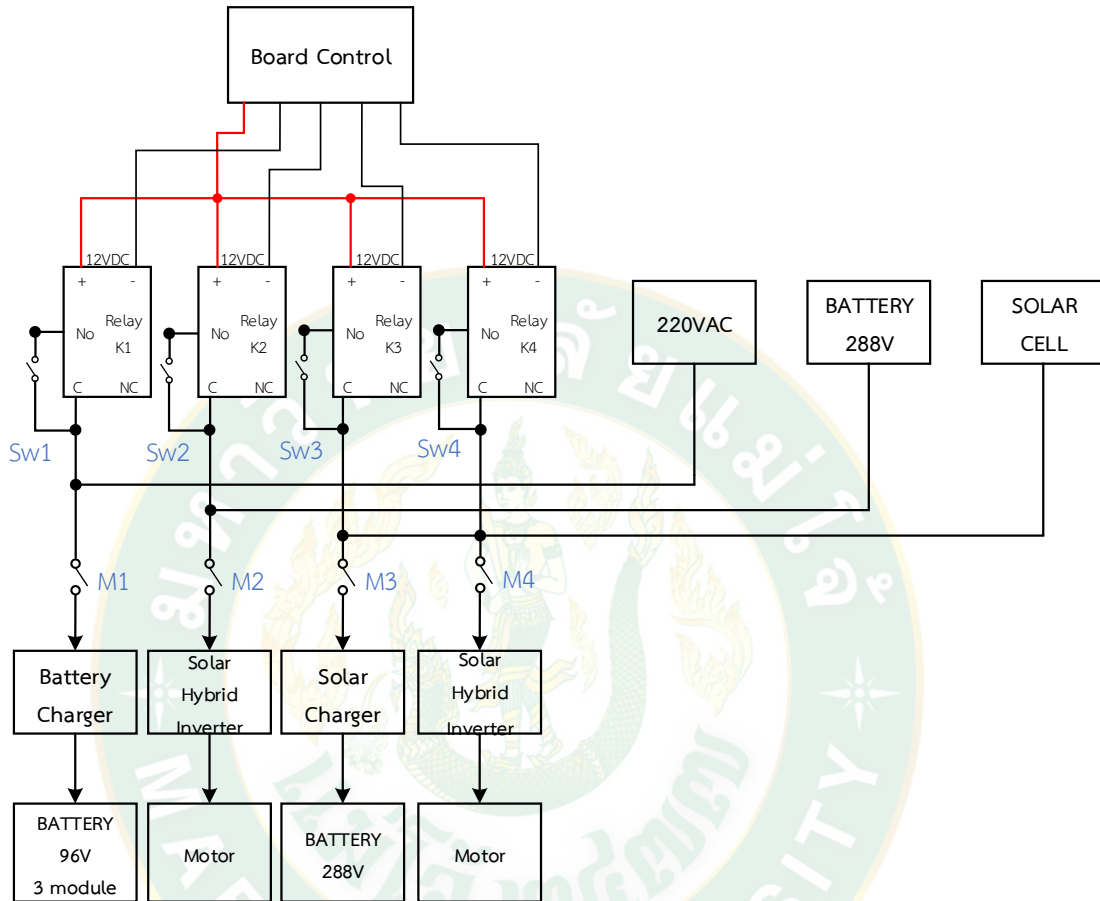 Board Control
12VDC
+ -
No
Relay
K1
C NC
Sw1
12VDC
+ -
No
Relay
K2
C NC
Sw2
12VDC
+ -
No
Relay
K3
C NC
Sw3
12VDC
+ -
No
Relay
K4
C NC
Sw4
220VAC
BATTERY
288V
SOLAR
CELL
M1
M2
M3
M4
Battery
Charger
Solar
Hybrid
Inverter
Solar
Charger
Solar
Hybrid
Inverter
BATTERY
96V
3 module
Motor
BATTERY
288V
Motor